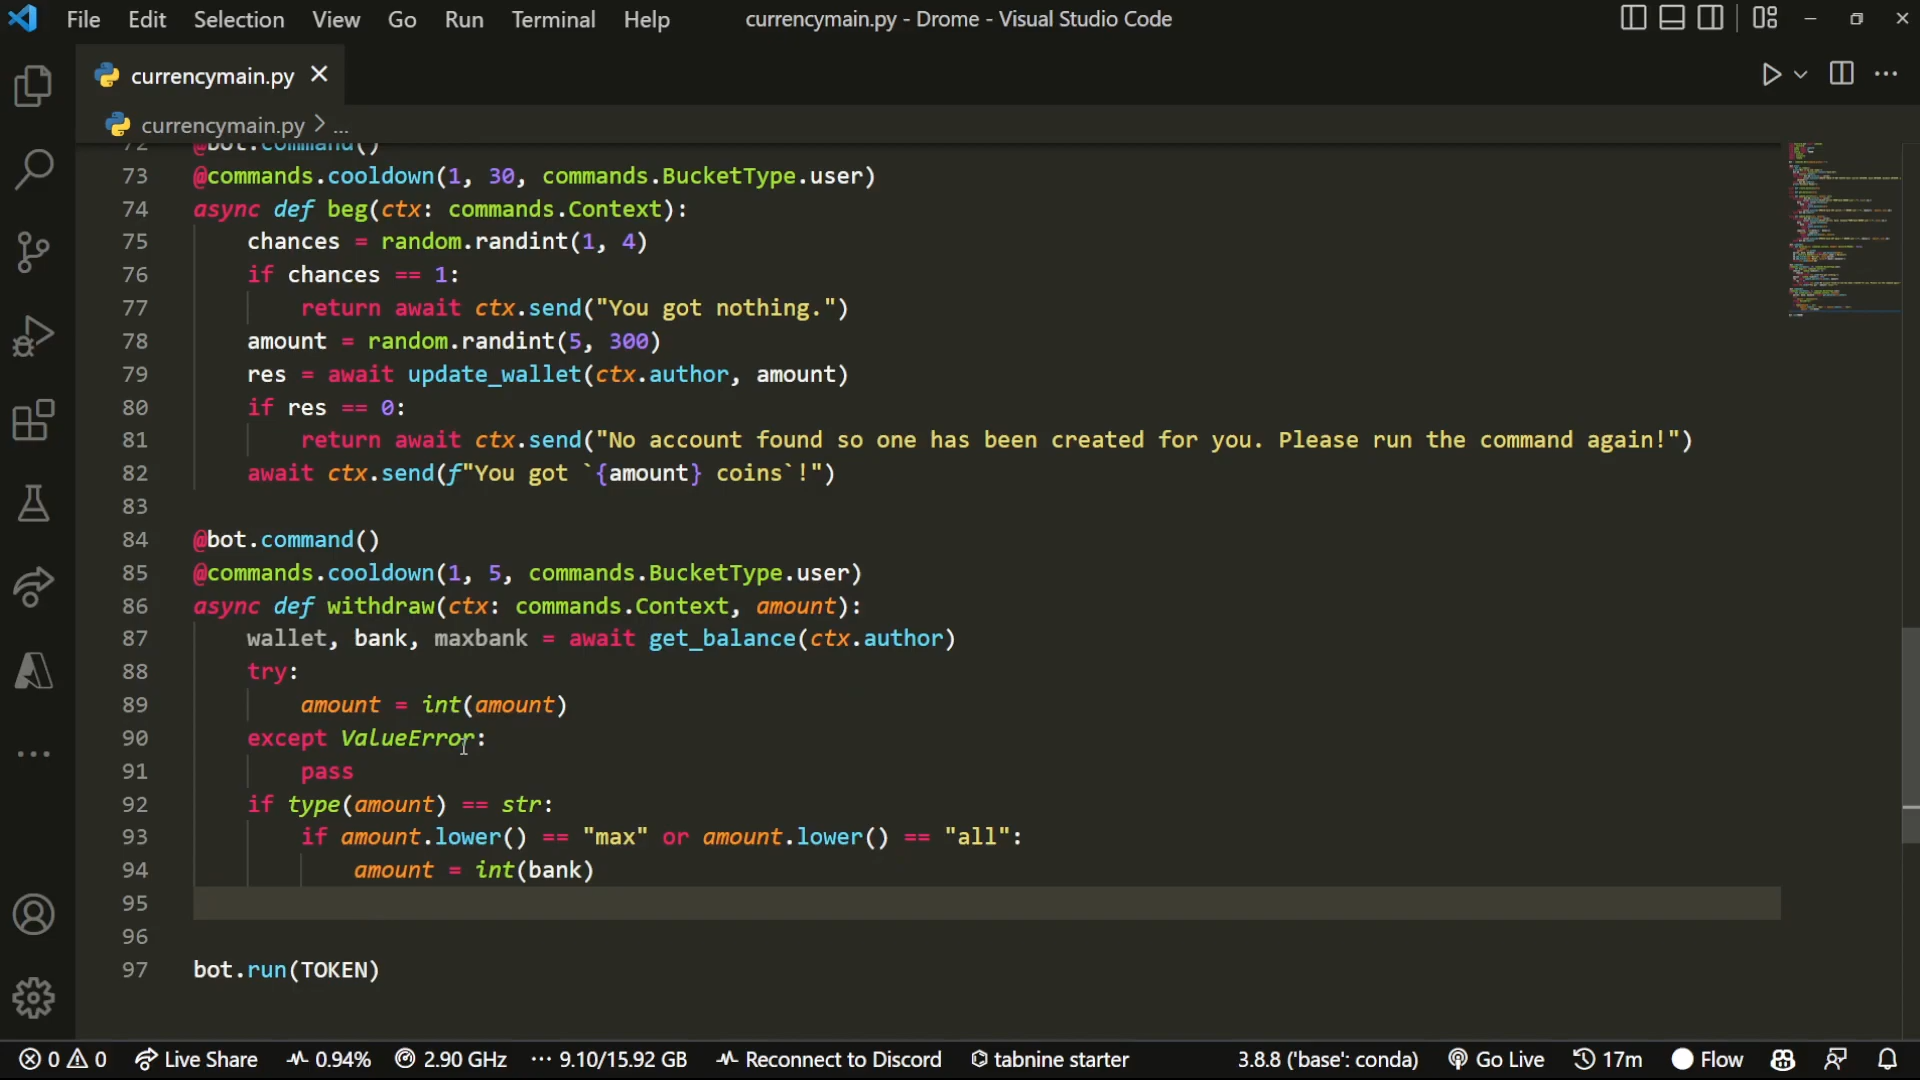 File Edit Selection View Go Run Terminal Help currencymain.py - Drome - Visual Studio Code
currencymain.py
currencymain.py > ...
72 @bot.command()
73 @commands.cooldown(1, 30, commands.BucketType.user)
74 async def beg(ctx: commands.Context):
75 chances = random.randint(1, 4)
76 if chances == 1:
77 return await ctx.send("You got nothing.")
78 amount = random.randint(5, 300)
79 res = await update_wallet(ctx.author, amount)
80 if res == 0:
81 return await ctx.send("No account found so one has been created for you. Please run the command again!")
82 await ctx.send(f"You got `{amount} coins`!")
83
84 @bot.command()
85 @commands.cooldown(1, 5, commands.BucketType.user)
86 async def withdraw(ctx: commands.Context, amount):
87 wallet, bank, maxbank = await get_balance(ctx.author)
88 try:
89 amount = int(amount)
90 except ValueError:
91 pass
92 if type(amount) == str:
93 if amount.lower() == "max" or amount.lower() == "all":
94 amount = int(bank)
95
96
97 bot.run(TOKEN)
0 0 Live Share 0.94% 2.90 GHz 9.10/15.92 GB Reconnect to Discord tabnine starter 3.8.8 ('base': conda) Go Live 17m Flow